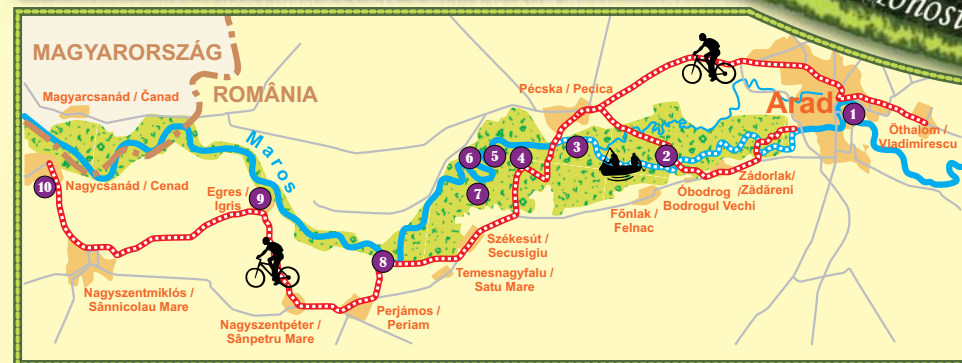 MAGYARORSZÁG
ROMÂNIA
Magyarcsanád / Čanad
Maros
Pécska / Pecica
Arad
1
Öthalom /
Vladimirescu
6
5
4
3
2
7
Zádorlak/
Zădăreni
Óbodrog /
Bodrogul Vechi
Főnlak /
Felnac
10
Nagycsanád / Cenad
Egres /
Igris
9
Székesút /
Secusigiu
8
Temesnagyfalu /
Satu Mare
Nagyszentmiklós /
Sânnicolau Mare
Nagyszentpéter /
Sânpetru Mare
Perjámos /
Periam